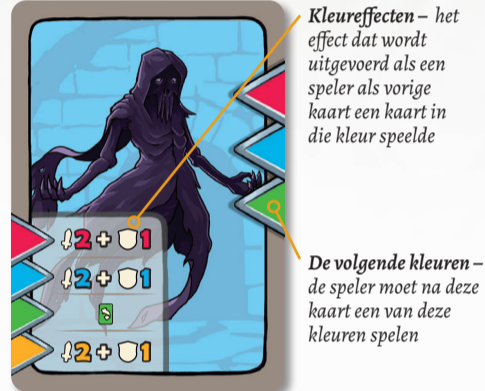 Kleureffecten – het
effect dat wordt
uitgevoerd als een
speler als vorige
kaart een kaart in
die kleur speelde
2 + 1
2 + 1
2 + 1
De volgende kleuren –
de speler moet na deze
kaart een van deze
kleuren spelen